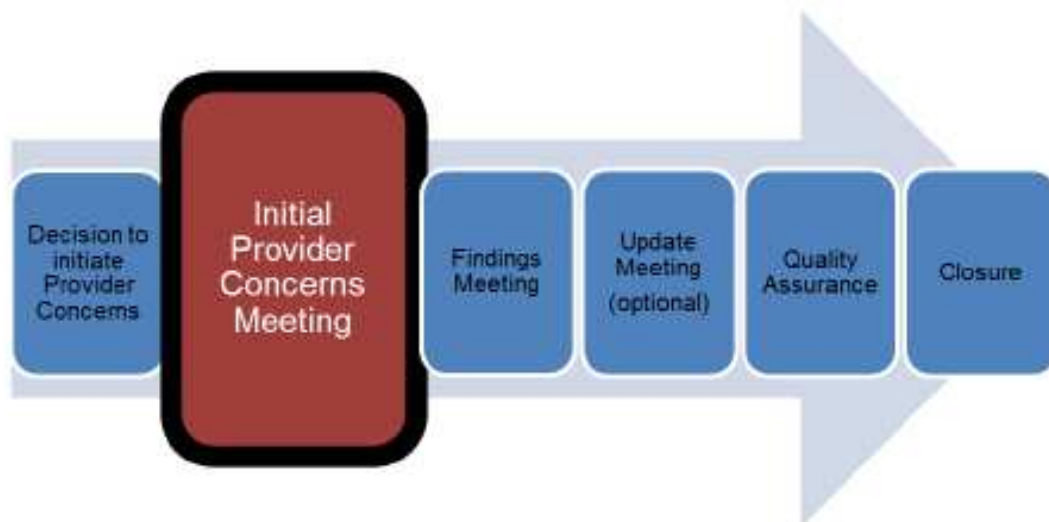 Decision to
initiate
Provider
Concerns
Initial
Provider
Concerns
Meeting
Findings
Meeting
Update
Meeting
(optional)
Quality
Assurance
Closure